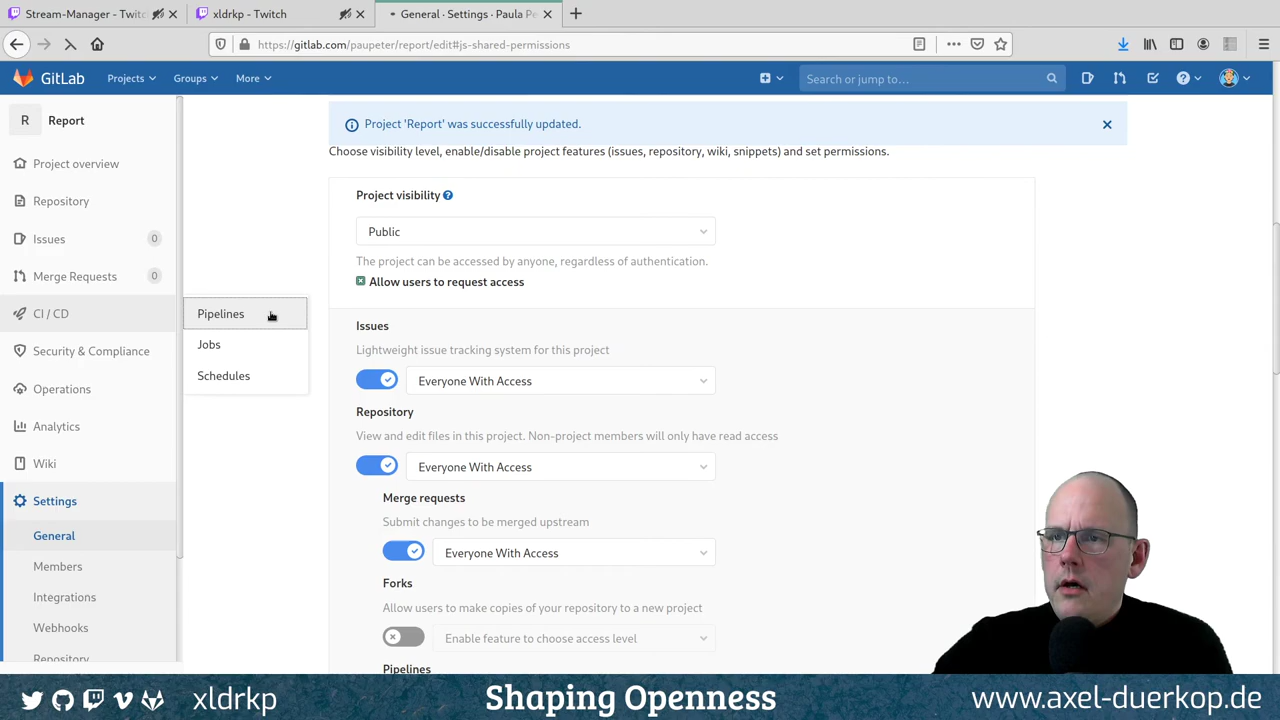 Stream-Manager - Twitc
xldrkp - Twitch
General · Settings · Paula Pe
https://gitlab.com/paupeter/report/edit#js-shared-permissions
GitLab
Projects
Groups
More
Search or jump to...
R
Report
Project overview
Repository
Issues
0
Merge Requests
0
CI / CD
Security & Compliance
Operations
Analytics
Wiki
Settings
General
Members
Integrations
Webhooks
Repository
Pipelines
Jobs
Schedules
Project 'Report' was successfully updated.
Choose visibility level, enable/disable project features (issues, repository, wiki, snippets) and set permissions.
Project visibility
Public
The project can be accessed by anyone, regardless of authentication.
Allow users to request access
Issues
Lightweight issue tracking system for this project
Everyone With Access
Repository
View and edit files in this project. Non-project members will only have read access
Everyone With Access
Merge requests
Submit changes to be merged upstream
Everyone With Access
Forks
Allow users to make copies of your repository to a new project
Enable feature to choose access level
Pipelines
xldrkp
Shaping Openness
www.axel-duerkop.de